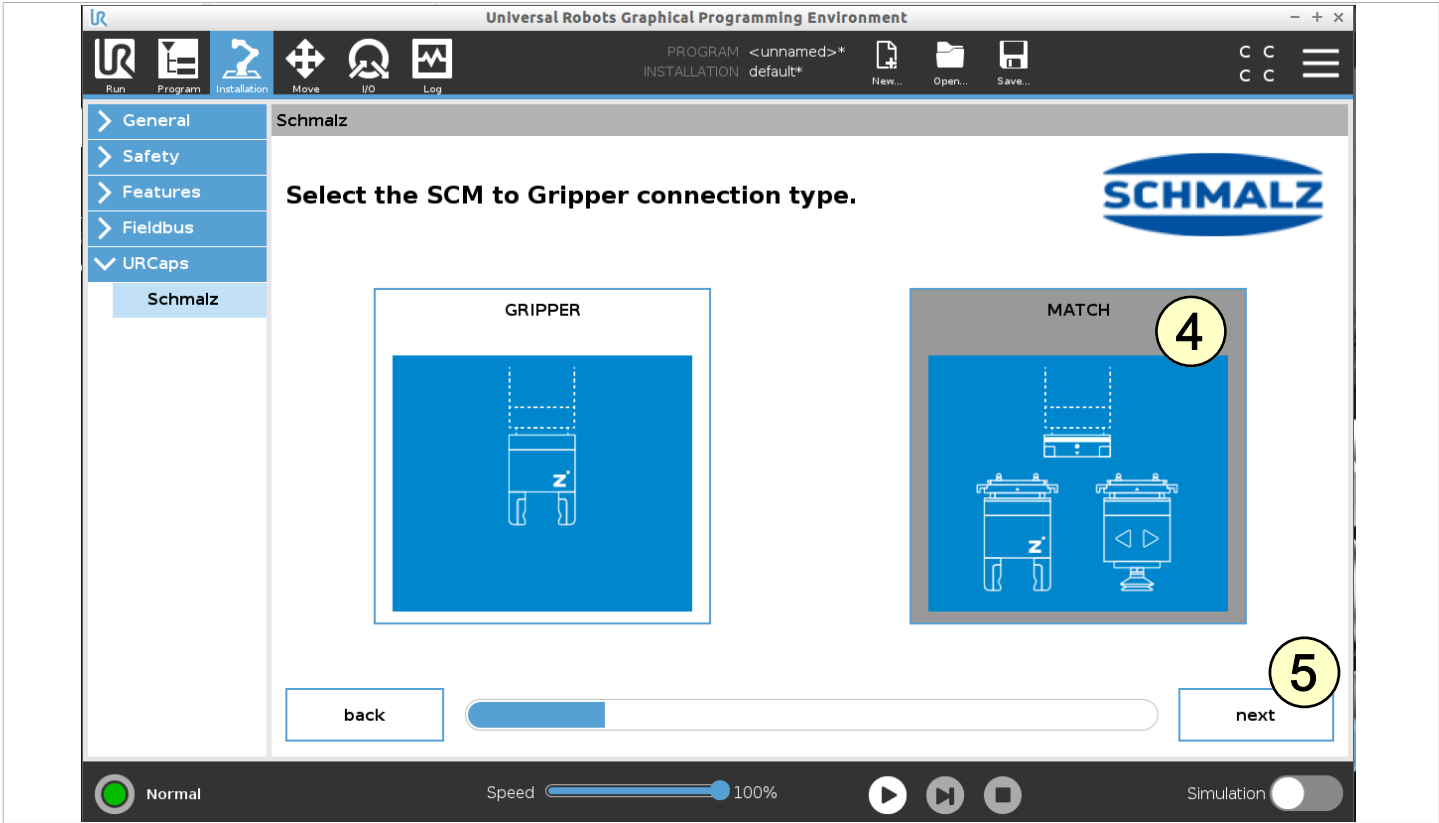 UR
Universal Robots Graphical Programming Environment
PROGRAM <unnamed>*
INSTALLATION default*
Run
Program
Installation
Move
I/O
Log
New...
Open...
Save...
C C
C C
General
Safety
Features
Fieldbus
URCaps
Schmalz
Schmalz
Select the SCM to Gripper connection type.
SCHMALZ
GRIPPER
z
MATCH
4
z
back
next
5
Normal
Speed
100%
Simulation